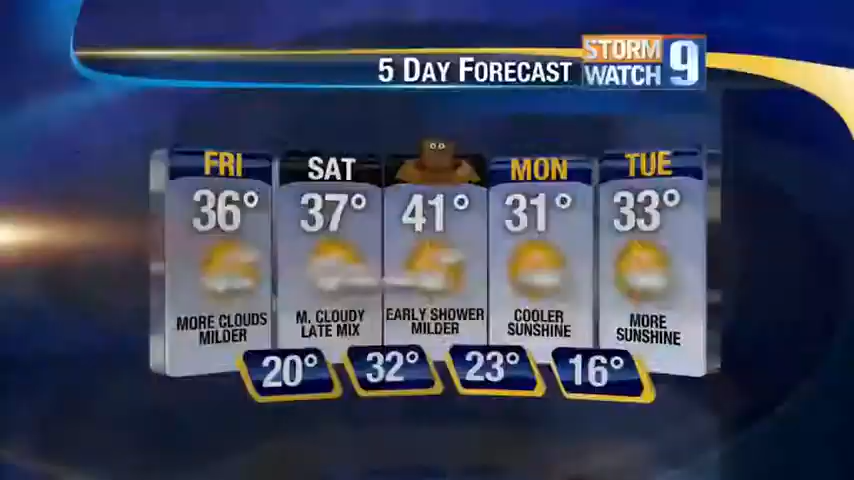 5 DAY FORECAST
STORM
WATCH 9
FRI SAT MON TUE
36° 37° 41° 31° 33°
MORE CLOUDS
MILDER
M. CLOUDY
LATE MIX
EARLY SHOWER
MILDER
COOLER
SUNSHINE
MORE
SUNSHINE
20° 32° 23° 16°